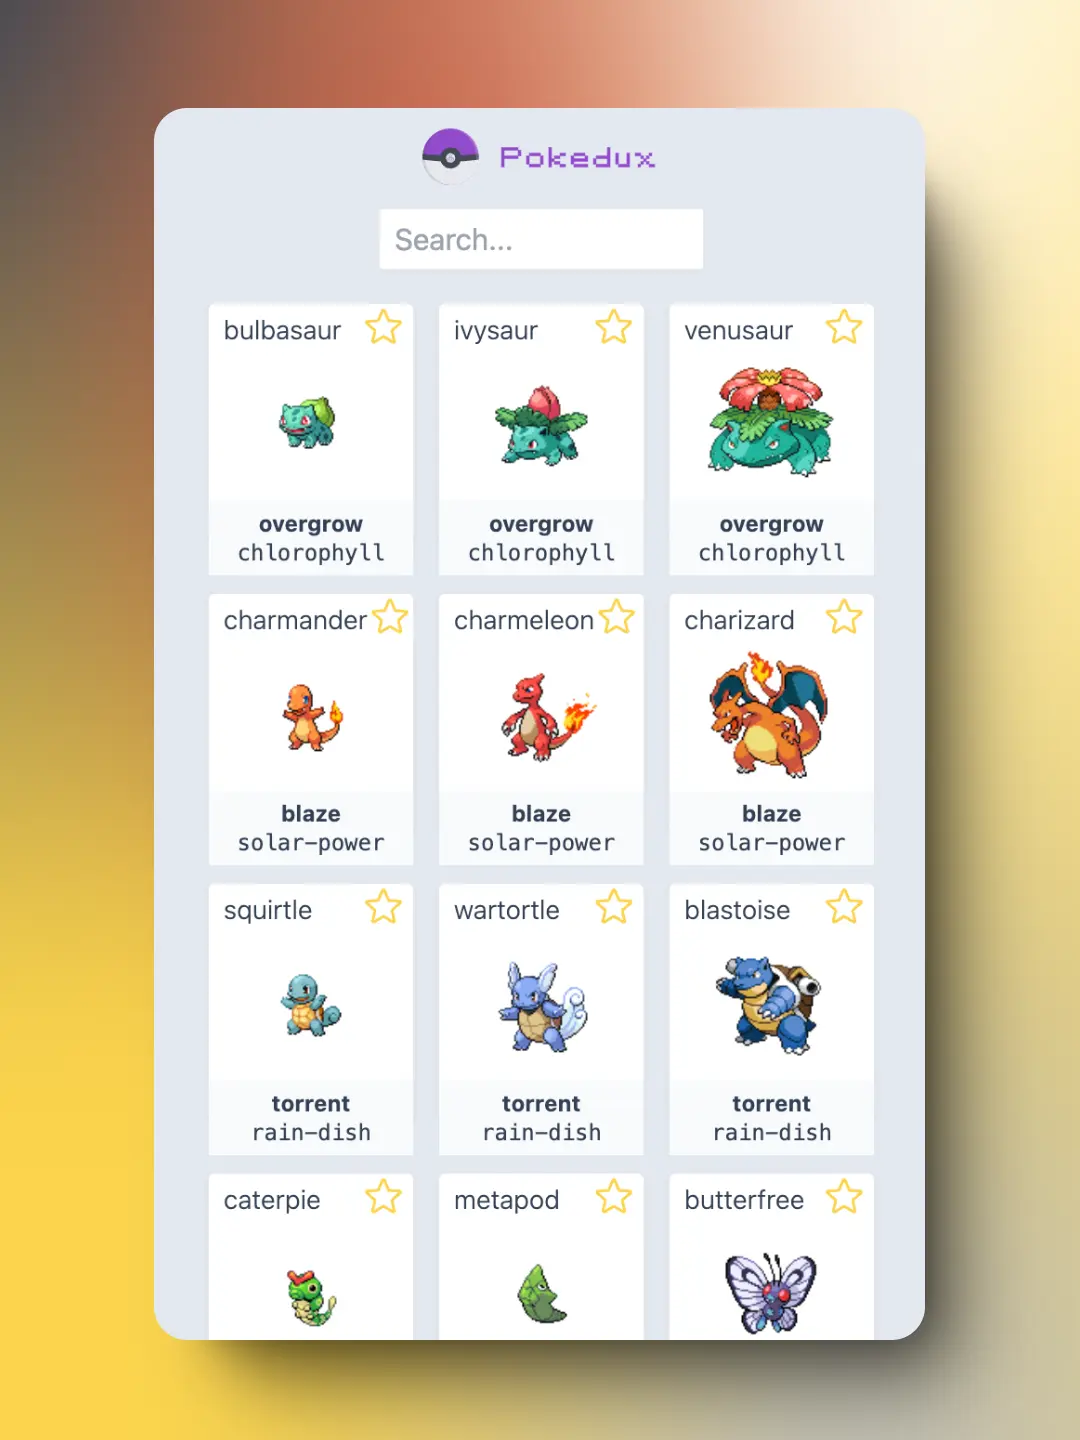 Pokedux
Search...
bulbasaur
ivysaur
venusaur
overgrow
chlorophyll
overgrow
chlorophyll
overgrow
chlorophyll
charmander
charmeleon
charizard
blaze
solar-power
blaze
solar-power
blaze
solar-power
squirtle
wartortle
blastoise
torrent
rain-dish
torrent
rain-dish
torrent
rain-dish
caterpie
metapod
butterfree